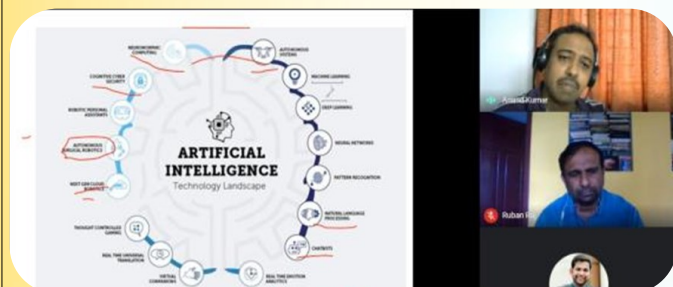 NEUROMORPHIC
COMPUTING
AUTONOMOUS
SYSTEMS
COGNITIVE CYBER
SECURITY
MACHINE LEARNING
ROBOTIC PERSONAL
ASSISTANTS
DEEP LEARNING
AUTONOMOUS
SURGICAL ROBOTICS
NEURAL NETWORKS
ARTIFICIAL
INTELLIGENCE
Technology Landscape
NEXT GEN CLOUD
ROBOTICS
PATTERN RECOGNITION
NATURAL LANGUAGE
PROCESSING
THOUGHT CONTROLLED
GAMING
CHATBOTS
REAL TIME UNIVERSAL
TRANSLATION
VIRTUAL
COMPANIONS
REAL TIME EMOTION
ANALYTICS
Anand Kumar
Ruban